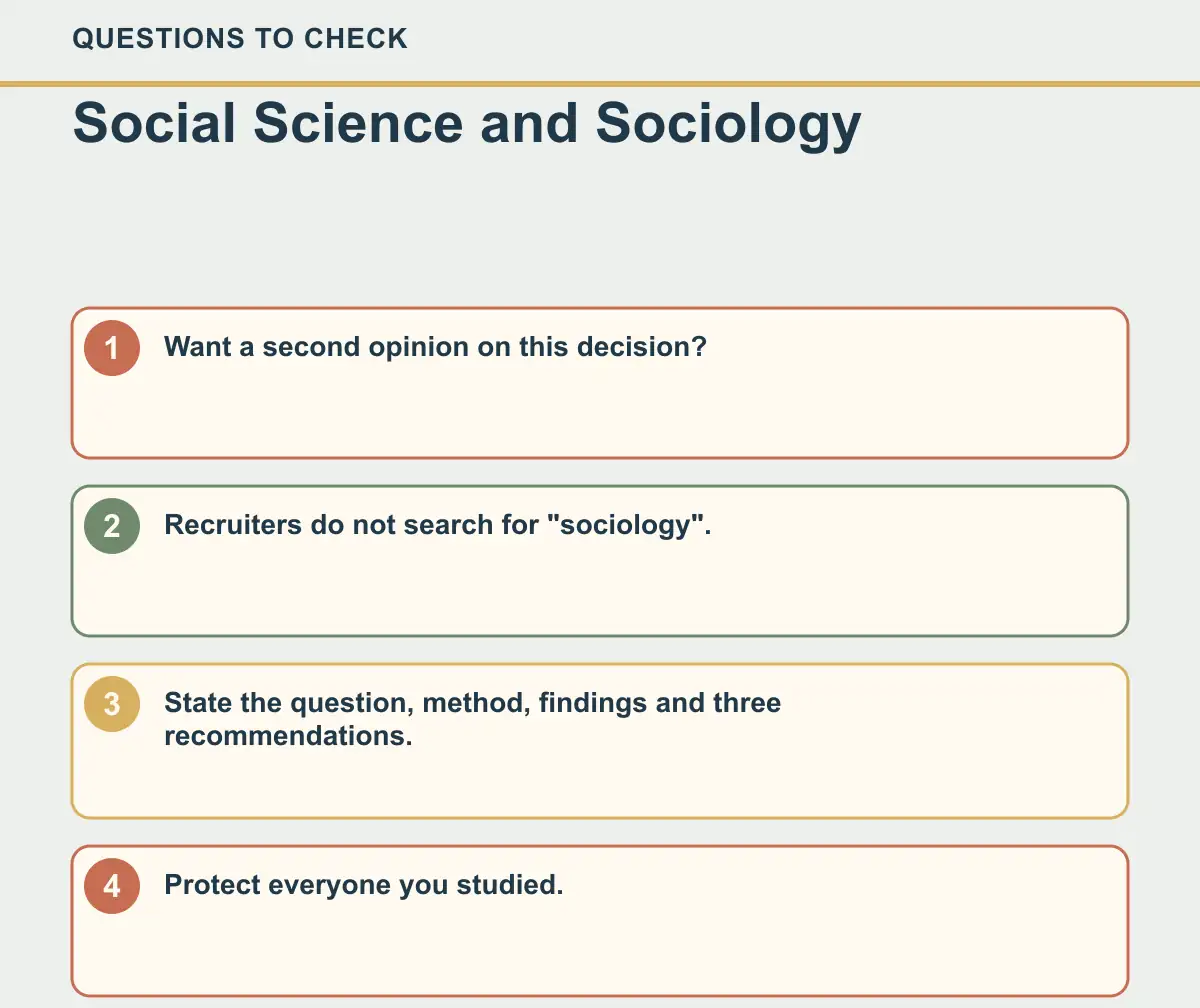 QUESTIONS TO CHECK
Social Science and Sociology
1
Want a second opinion on this decision?
2
Recruiters do not search for "sociology".
3
State the question, method, findings and three
recommendations.
4
Protect everyone you studied.